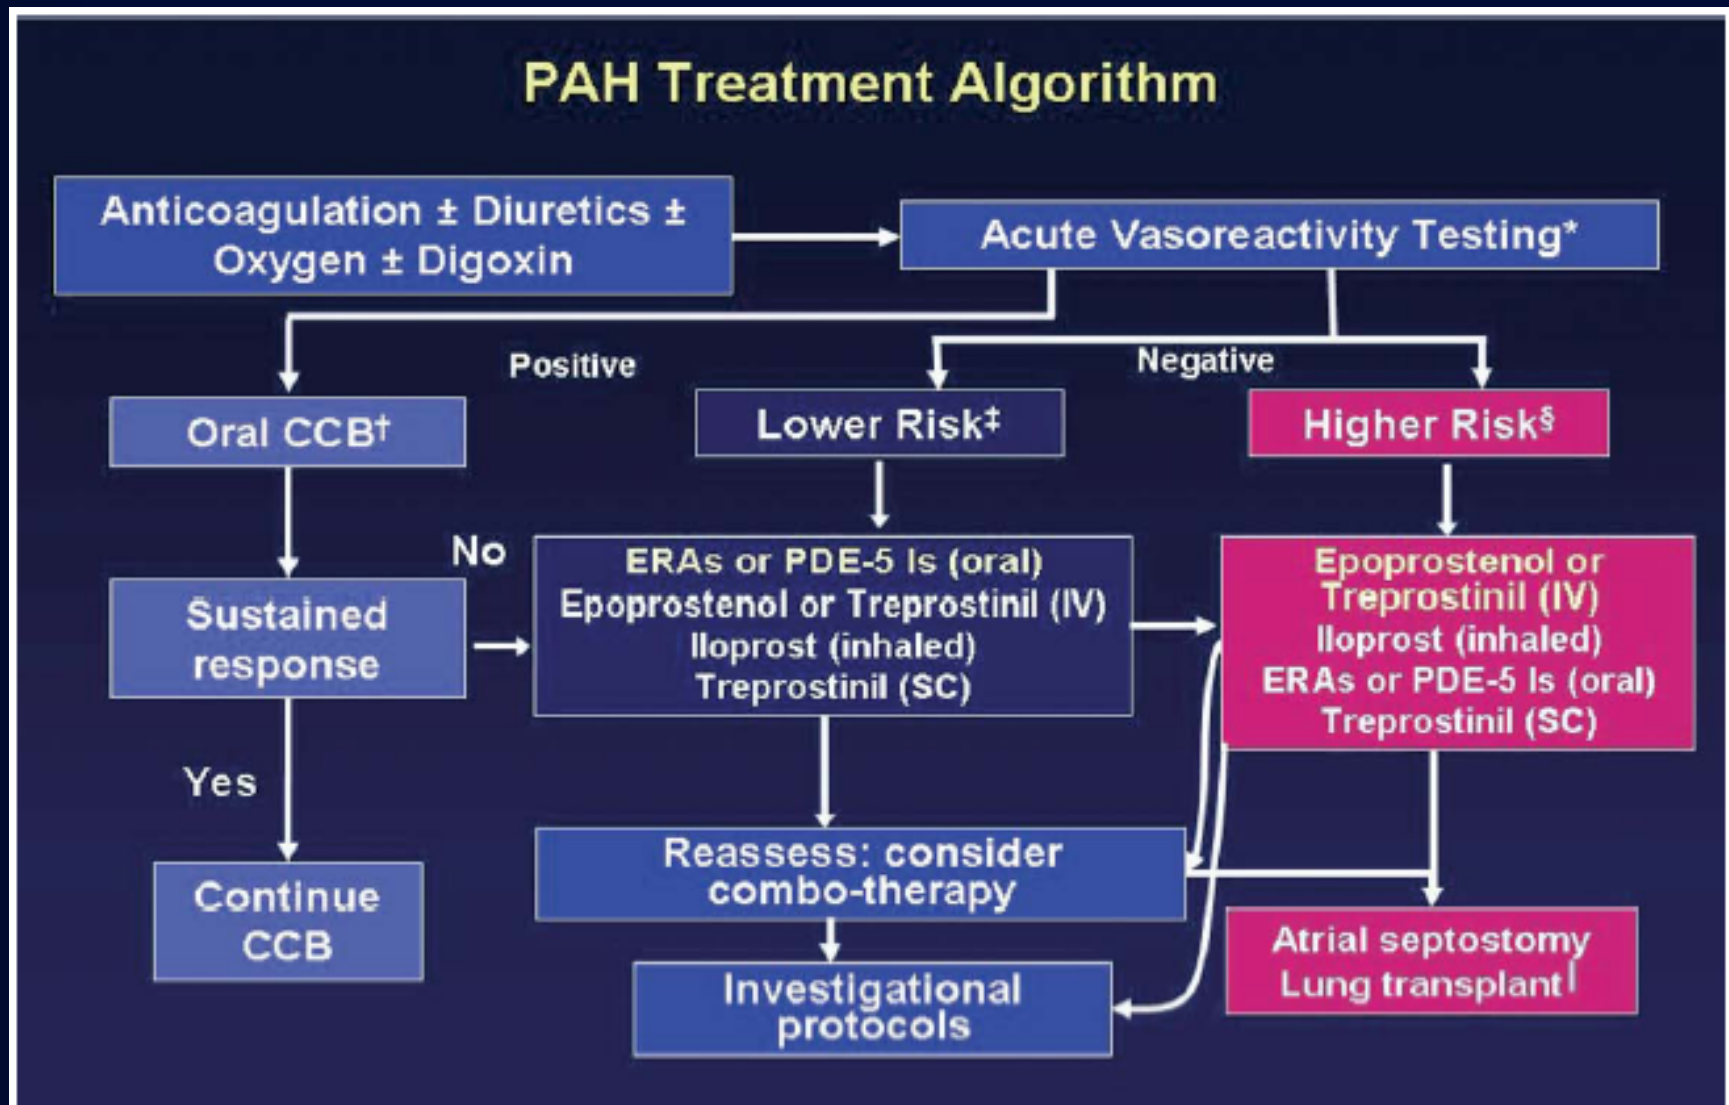 PAH Treatment Algorithm
Anticoagulation ± Diuretics ±
Oxygen ± Digoxin
Acute Vasoreactivity Testing*
Positive
Negative
Oral CCB†
Lower Risk‡
Higher Risk§
No
Sustained
response
ERAs or PDE-5 Is (oral)
Epoprostenol or Treprostinil (IV)
Iloprost (inhaled)
Treprostinil (SC)
Epoprostenol or
Treprostinil (IV)
Iloprost (inhaled)
ERAs or PDE-5 Is (oral)
Treprostinil (SC)
Yes
Reassess: consider
combo-therapy
Continue
CCB
Atrial septostomy
Lung transplant|
Investigational
protocols